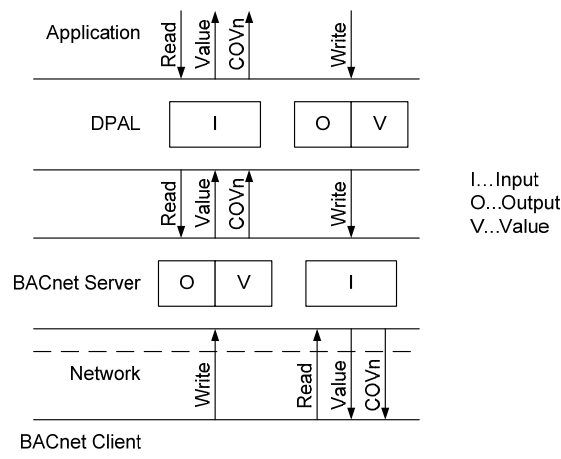 Application
Read
Value
COVn
Write
DPAL
I
O
V
Read
Value
COVn
Write
I...Input
O...Output
V...Value
BACnet Server
O
V
I
Network
Write
Read
Value
COVn
BACnet Client